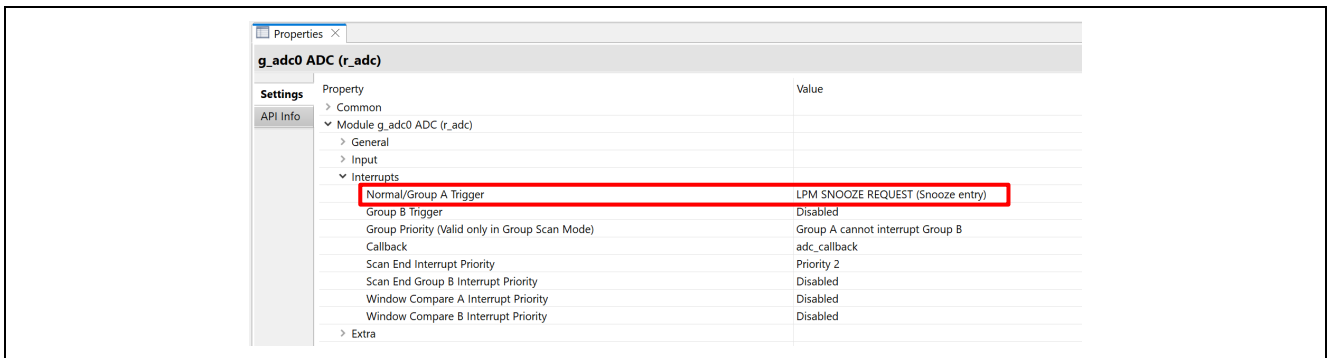 Properties
g_adc0 ADC (r_adc)
Settings
API Info
Property Value
Common
Module g_adc0 ADC (r_adc)
General
Input
Interrupts
Normal/Group A Trigger LPM SNOOZE REQUEST (Snooze entry)
Group B Trigger Disabled
Group Priority (Valid only in Group Scan Mode) Group A cannot interrupt Group B
Callback adc_callback
Scan End Interrupt Priority Priority 2
Scan End Group B Interrupt Priority Disabled
Window Compare A Interrupt Priority Disabled
Window Compare B Interrupt Priority Disabled
Extra